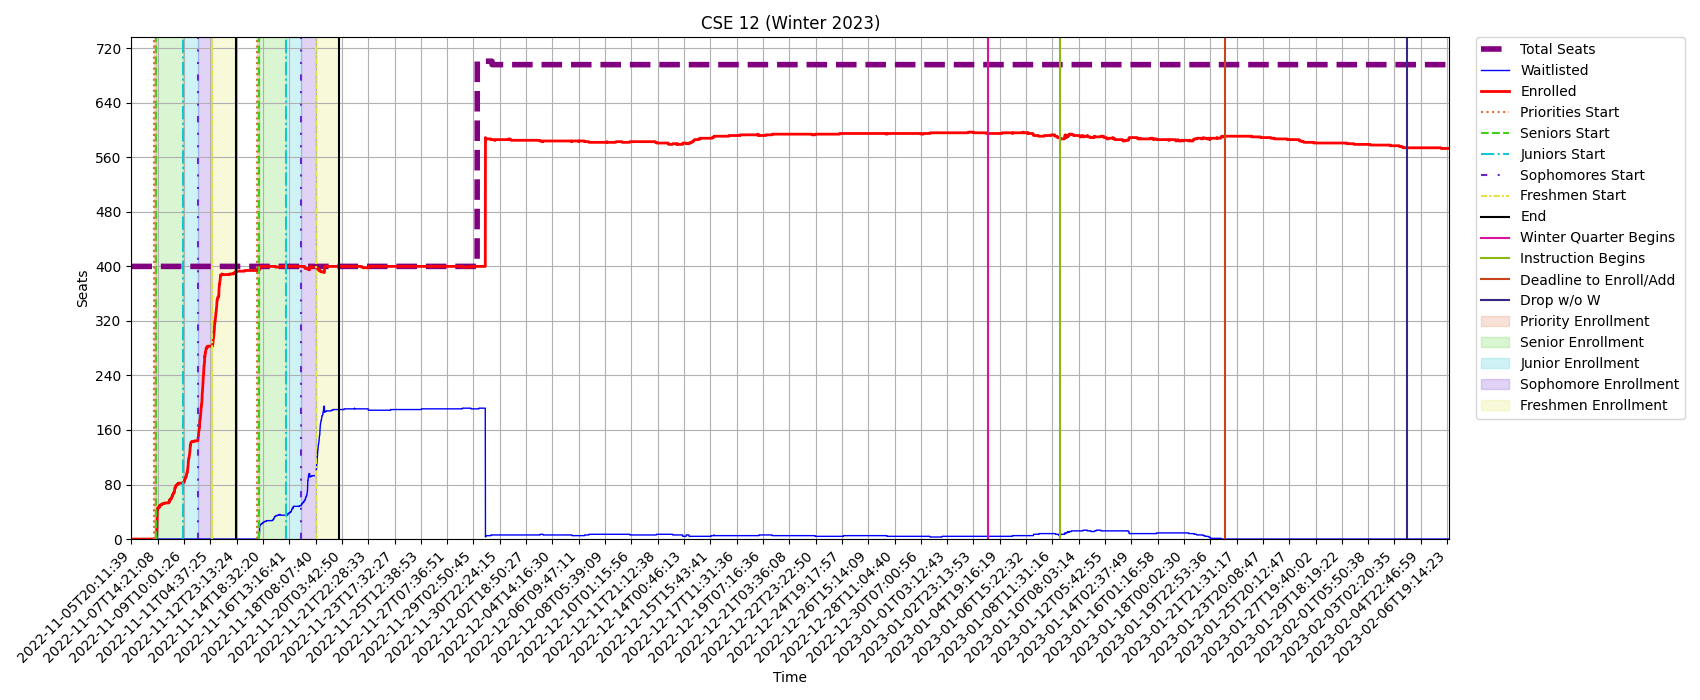 CSE 12 (Winter 2023)
Seats
720
640
560
480
400
320
240
160
80
0
2022-11-05T20:11:39
2022-11-07T14:21:08
2022-11-09T10:01:26
2022-11-11T04:37:25
2022-11-12T23:13:24
2022-11-14T18:32:20
2022-11-16T13:16:41
2022-11-18T08:07:40
2022-11-20T03:42:50
2022-11-21T22:28:33
2022-11-23T17:32:27
2022-11-25T12:38:53
2022-11-27T07:36:51
2022-11-29T02:50:45
2022-11-30T22:24:15
2022-12-02T18:50:27
2022-12-04T14:16:30
2022-12-06T09:47:11
2022-12-08T05:39:09
2022-12-10T01:15:56
2022-12-11T21:12:38
2022-12-14T00:46:13
2022-12-15T15:43:41
2022-12-17T11:31:36
2022-12-19T07:16:36
2022-12-21T03:36:08
2022-12-22T23:22:50
2022-12-24T19:17:57
2022-12-26T15:14:09
2022-12-28T11:04:40
2022-12-30T07:00:56
2023-01-01T03:12:43
2023-01-02T23:13:53
2023-01-04T19:16:19
2023-01-06T15:22:32
2023-01-08T11:31:16
2023-01-10T08:03:14
2023-01-12T05:42:55
2023-01-14T02:37:49
2023-01-16T01:16:58
2023-01-18T00:02:30
2023-01-19T22:53:36
2023-01-21T21:31:17
2023-01-23T20:08:47
2023-01-25T20:12:47
2023-01-27T19:40:02
2023-01-29T18:19:22
2023-02-01T05:50:38
2023-02-03T02:20:35
2023-02-04T22:46:59
2023-02-06T19:14:23
Time
Total Seats
Waitlisted
Enrolled
Priorities Start
Seniors Start
Juniors Start
Sophomores Start
Freshmen Start
End
Winter Quarter Begins
Instruction Begins
Deadline to Enroll/Add
Drop w/o W
Priority Enrollment
Senior Enrollment
Junior Enrollment
Sophomore Enrollment
Freshmen Enrollment